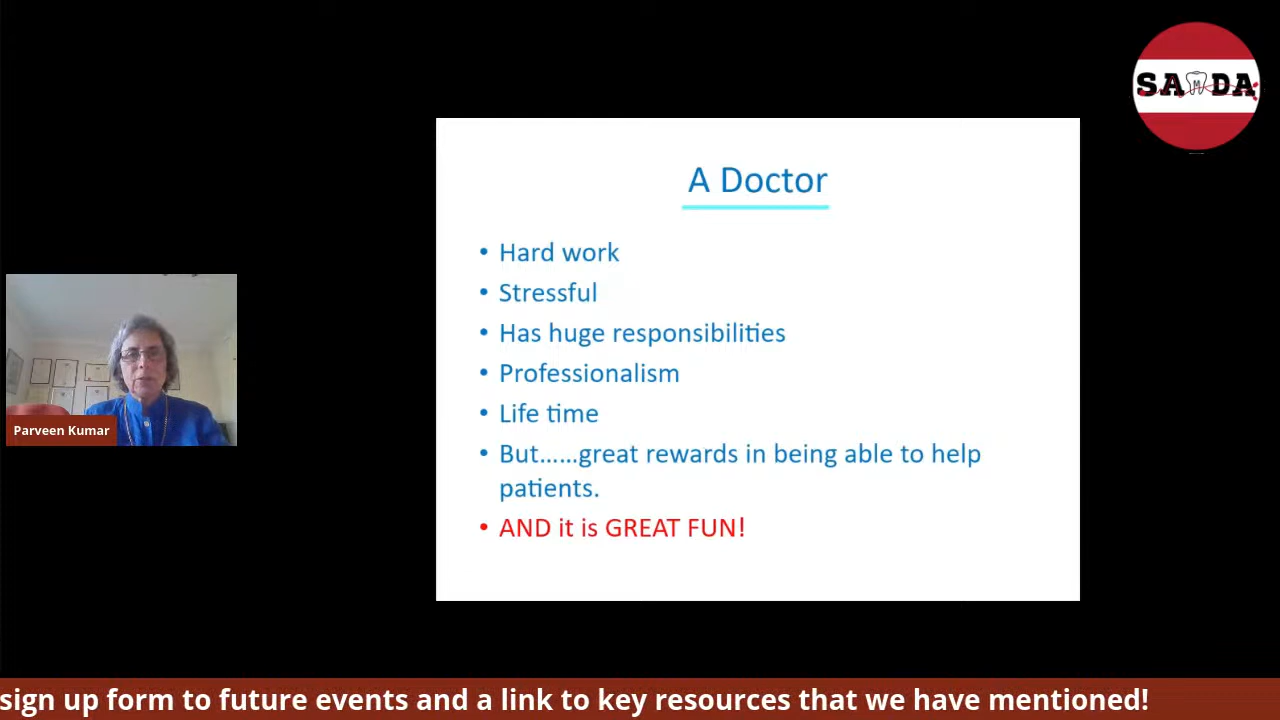 SAMDA
A Doctor
• Hard work
• Stressful
• Has huge responsibilities
• Professionalism
• Life time
• But......great rewards in being able to help
patients.
• AND it is GREAT FUN!
Parveen Kumar
sign up form to future events and a link to key resources that we have mentioned!